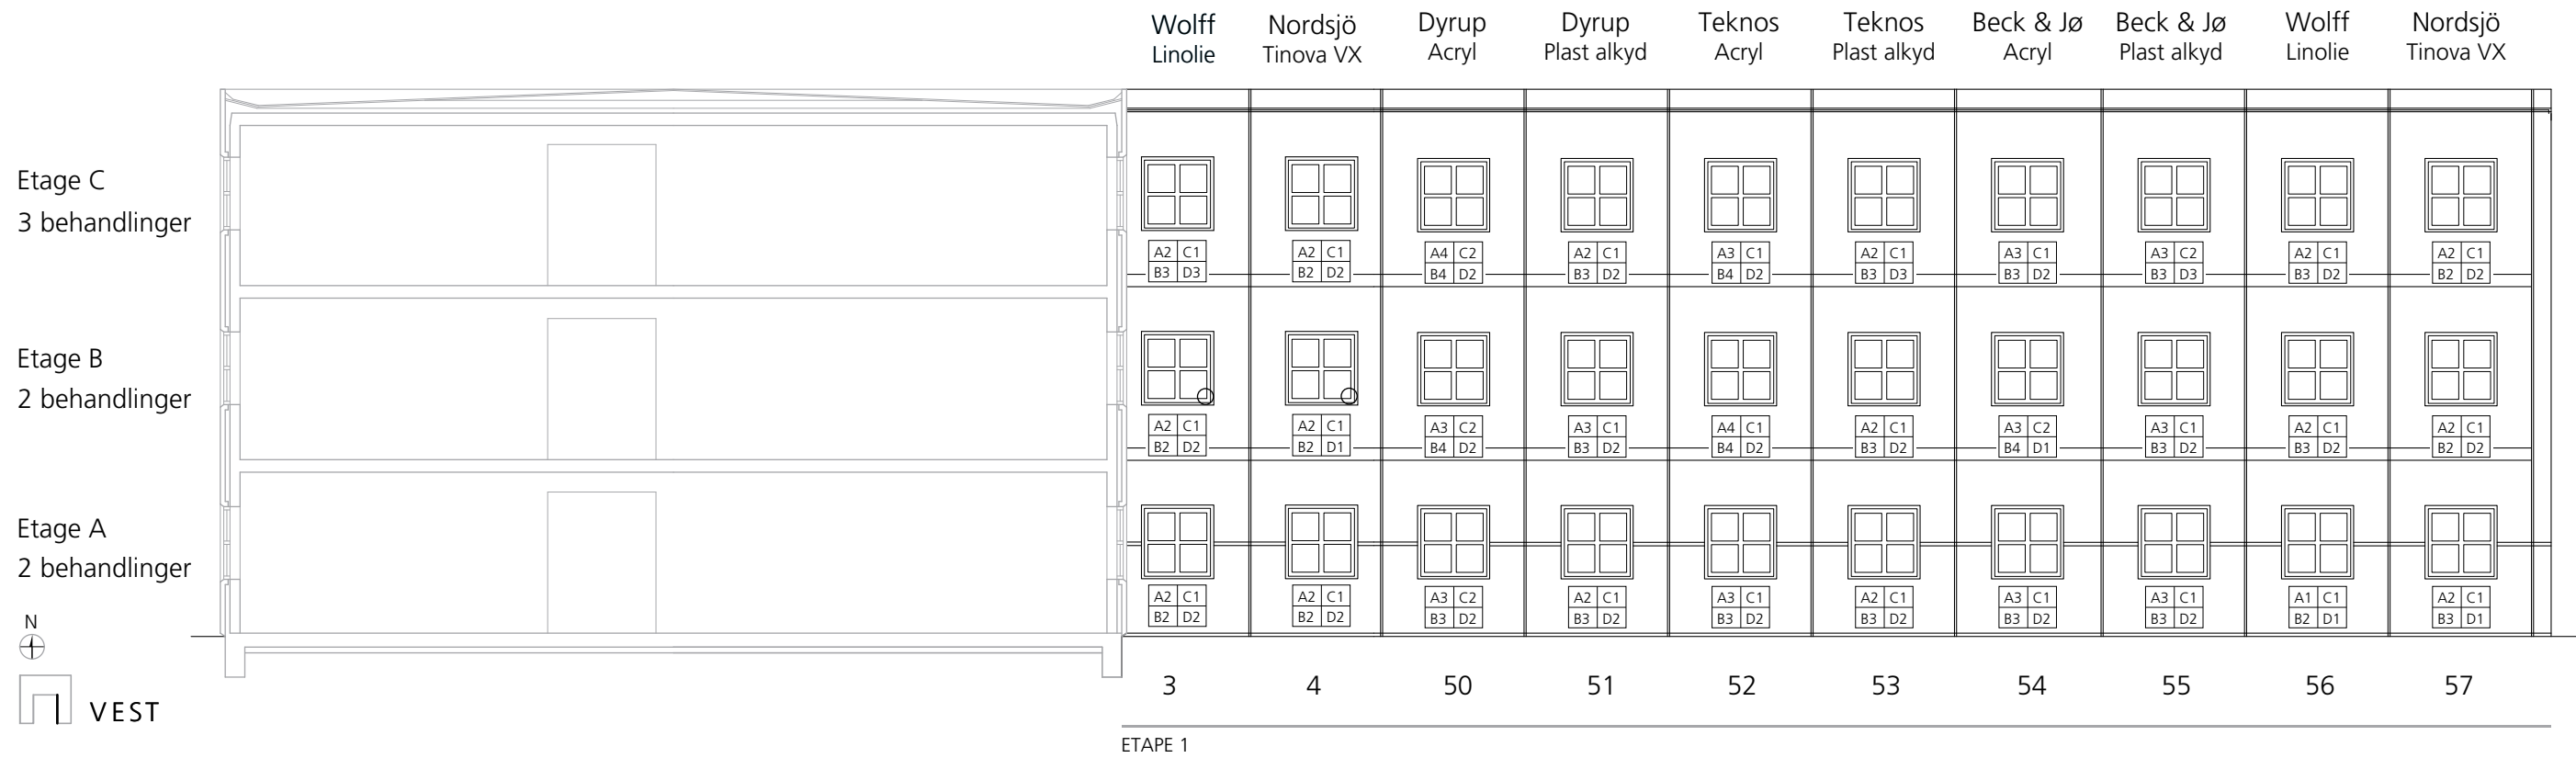 Wolff Nordsjö Dyrup Dyrup Teknos Teknos Beck & Jø Beck & Jø Wolff Nordsjö
Linolie Tinova VX Acryl Plast alkyd Acryl Plast alkyd Acryl Plast alkyd Linolie Tinova VX
Etage C
3 behandlinger
A2 C1 A2 C1 A4 C2 A2 C1 A3 C1 A2 C1 A3 C1 A3 C2 A2 C1 A2 C1
B3 D3 B2 D2 B4 D2 B3 D2 B4 D2 B3 D3 B3 D2 B3 D3 B3 D2 B2 D2
Etage B
2 behandlinger
A2 C1 A2 C1 A3 C2 A3 C1 A4 C1 A2 C1 A3 C2 A3 C1 A2 C1 A2 C1
B2 D2 B2 D1 B4 D2 B3 D2 B4 D2 B3 D2 B4 D1 B3 D2 B3 D2 B2 D2
Etage A
2 behandlinger
A2 C1 A2 C1 A3 C2 A2 C1 A3 C1 A2 C1 A3 C1 A3 C1 A1 C1 A2 C1
B2 D2 B2 D2 B3 D2 B3 D2 B3 D2 B3 D2 B3 D2 B3 D2 B2 D1 B3 D1
N
VEST
3 4 50 51 52 53 54 55 56 57
ETAPE 1